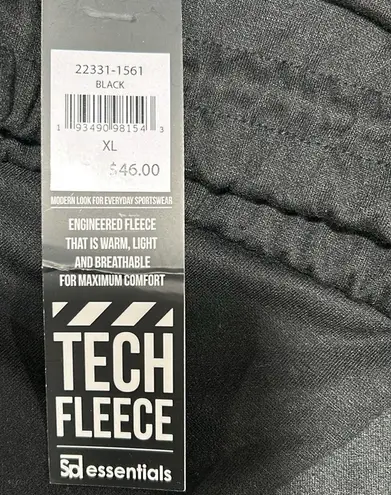 22331-1561
BLACK
1 93490 98154 3
XL
$46.00
MODERN LOOK FOR EVERYDAY SPORTSWEAR
ENGINEERED FLEECE
THAT IS WARM, LIGHT
AND BREATHABLE
FOR MAXIMUM COMFORT
TECH
FLEECE
essentials